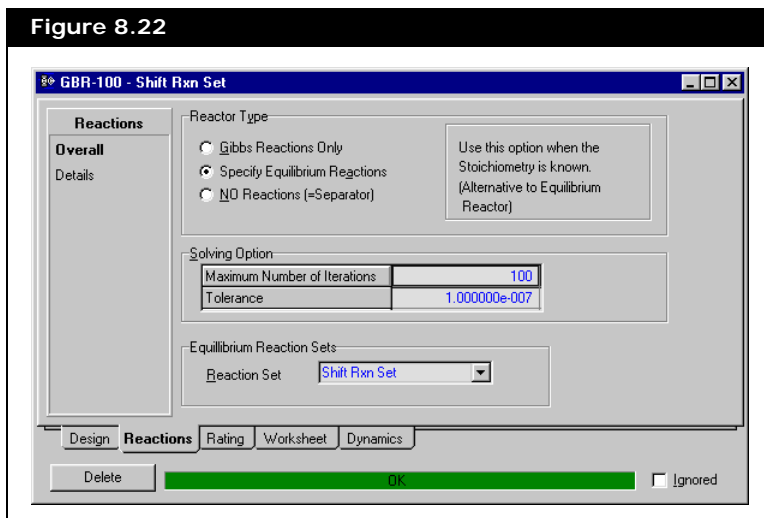 Figure 8.22
GBR-100 - Shift Rxn Set
Reactions
Overall
Details
Reactor Type
Gibbs Reactions Only
Specify Equilibrium Reactions
NO Reactions (=Separator)
Use this option when the
Stoichiometry is known.
(Alternative to Equilibrium
Reactor)
Solving Option
Maximum Number of Iterations 100
Tolerance 1.000000e-007
Equillibrium Reaction Sets
Reaction Set Shift Rxn Set
Design Reactions Rating Worksheet Dynamics
Delete OK Ignored